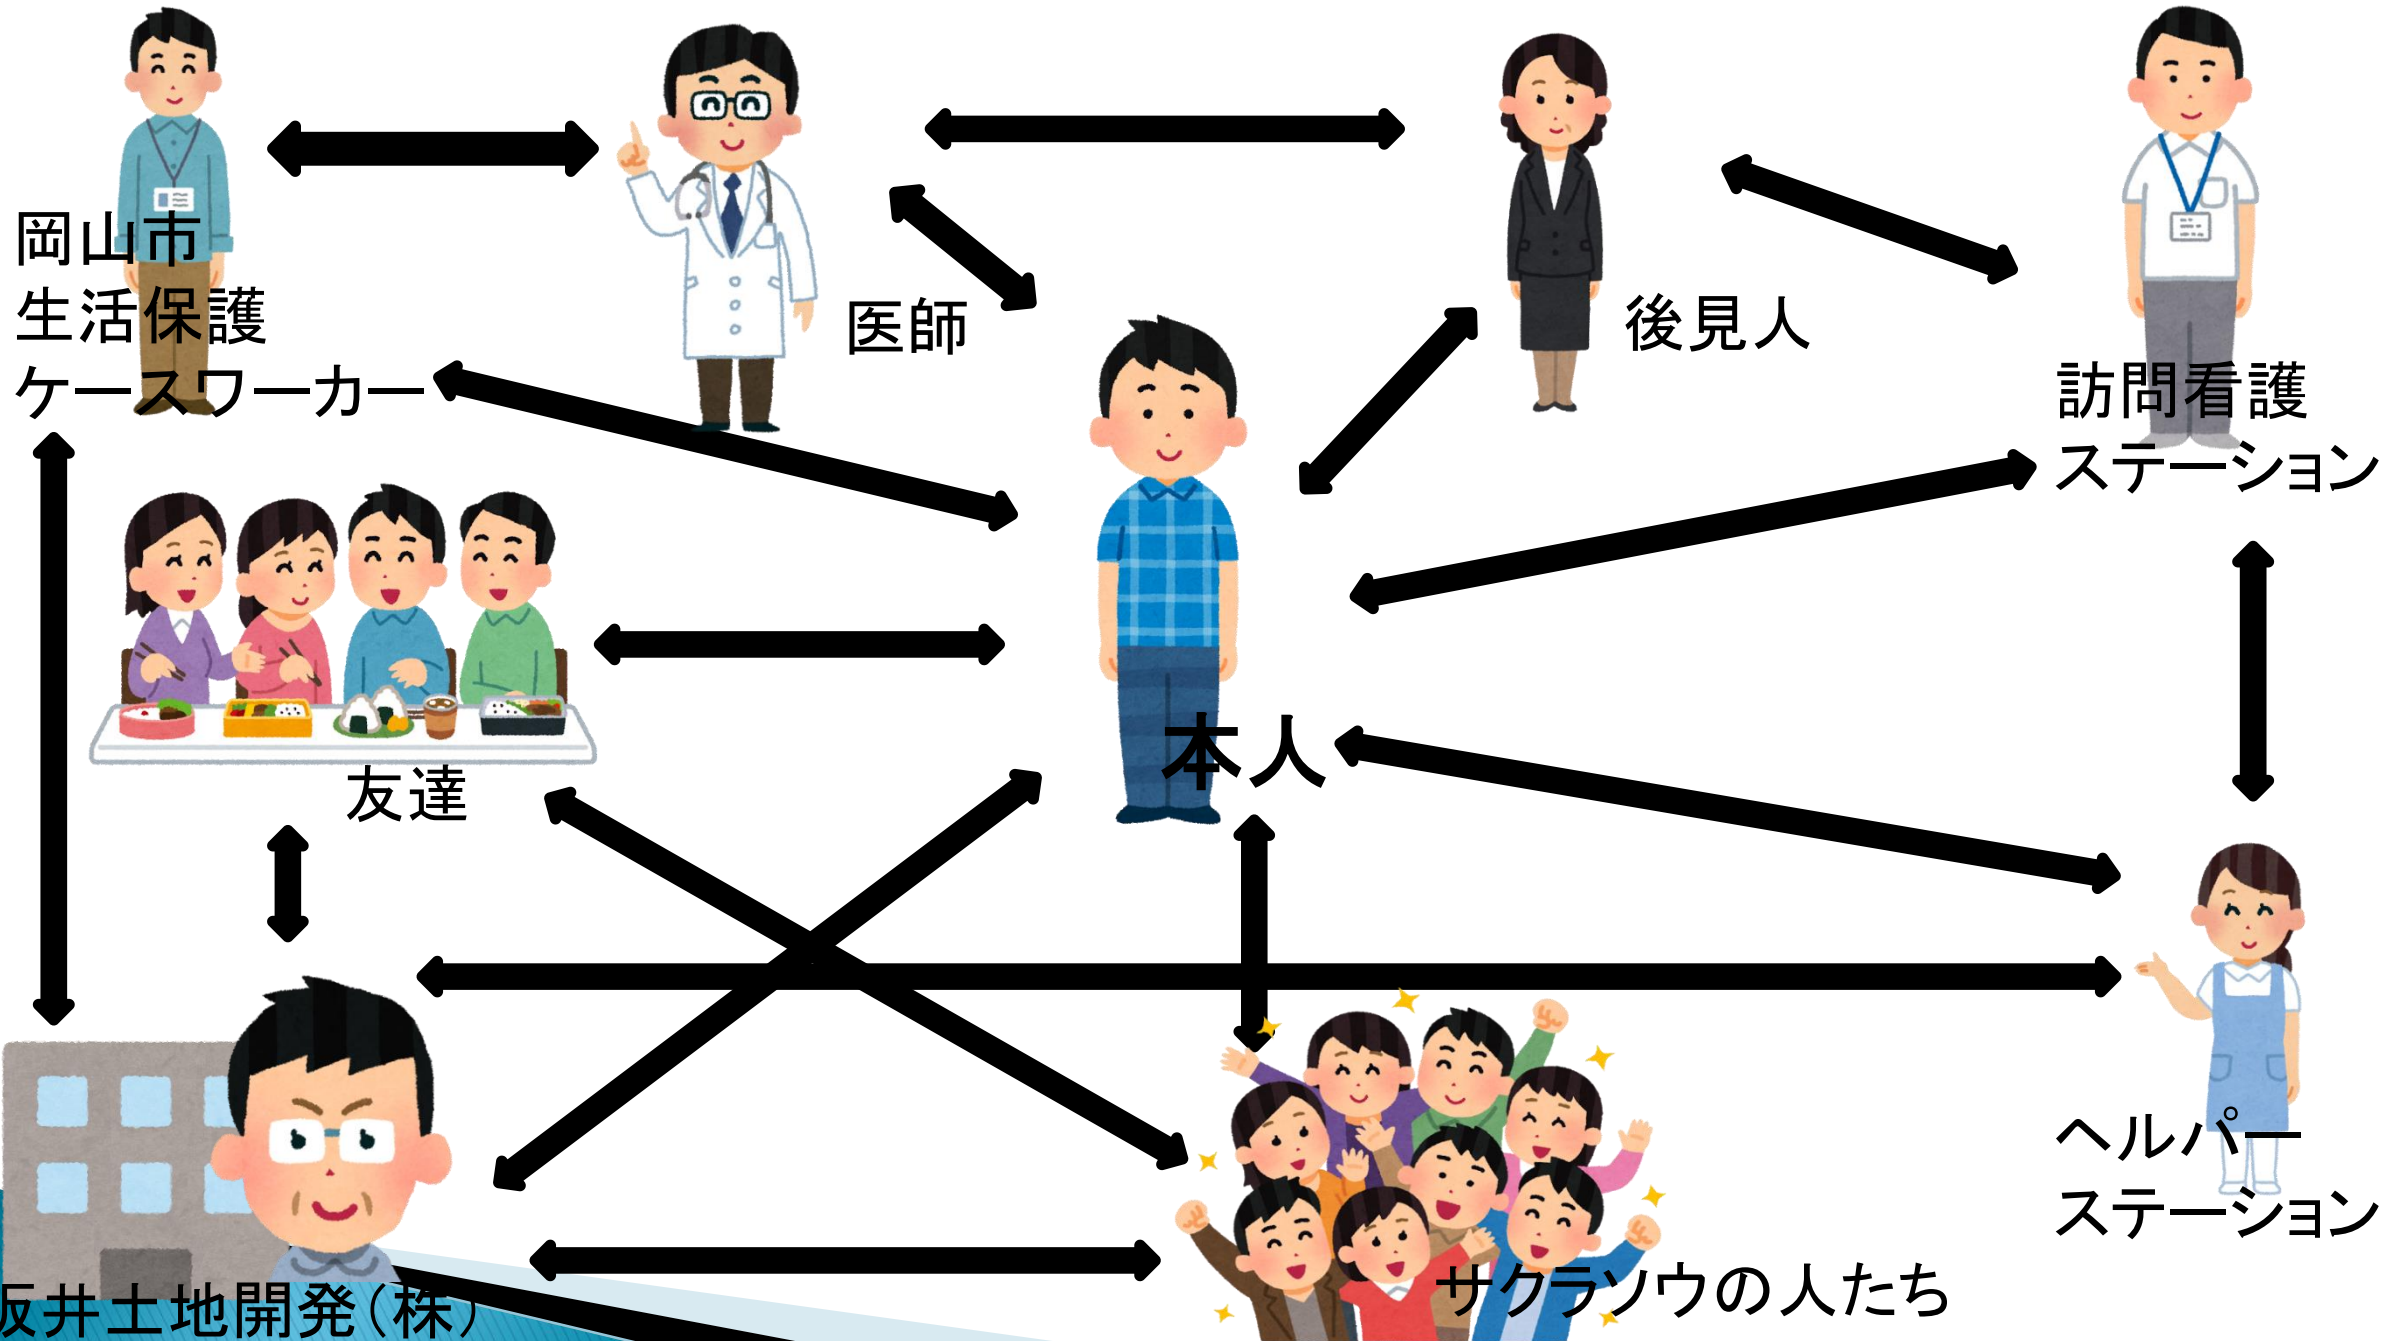 岡山市
生活保護
ケースワーカー
医師
後見人
訪問看護
ステーション
友達
本人
ヘルパー
ステーション
サクラソウの人たち
阪井土地開発(株)